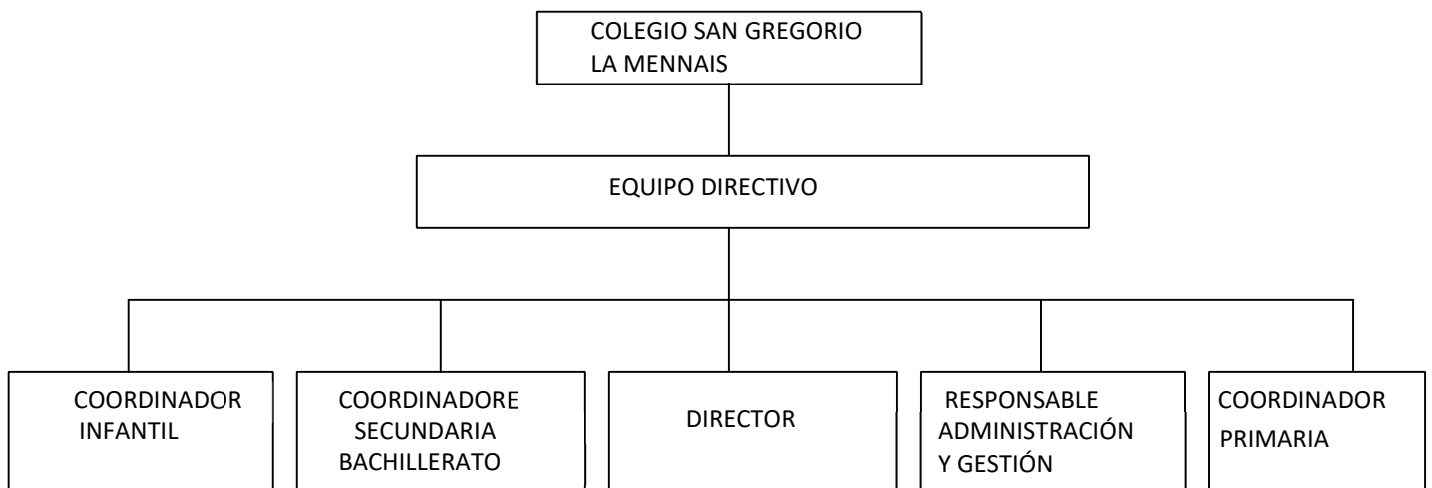 COLEGIO SAN GREGORIO
LA MENNAIS
EQUIPO DIRECTIVO
COORDINADOR
INFANTIL
COORDINADORE
SECUNDARIA
BACHILLERATO
DIRECTOR
RESPONSABLE
ADMINISTRACIÓN
Y GESTIÓN
COORDINADOR
PRIMARIA